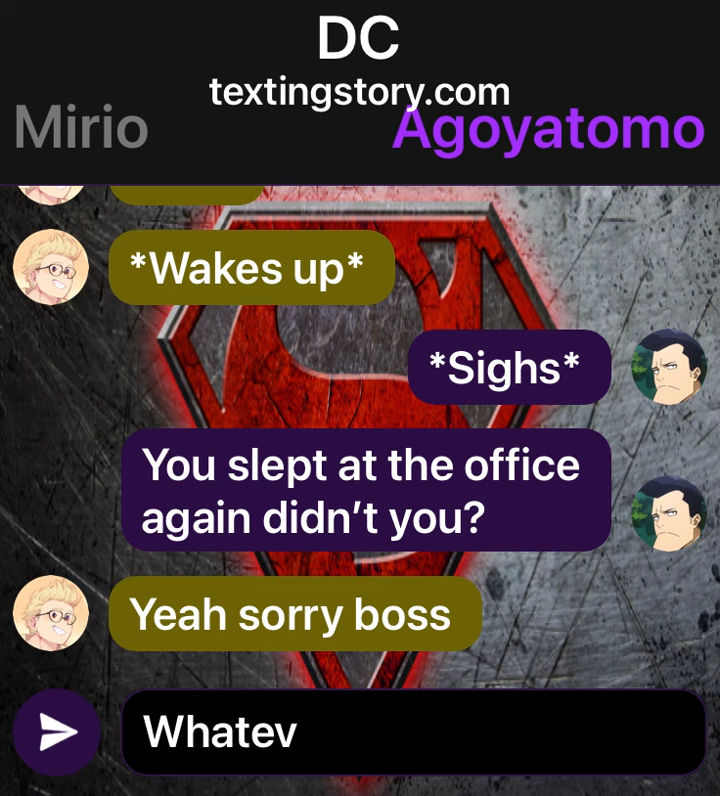 DC
textingstory.com
Mirio
Agoyatomo
*Wakes up*
*Sighs*
You slept at the office
again didn’t you?
Yeah sorry boss
Whatev